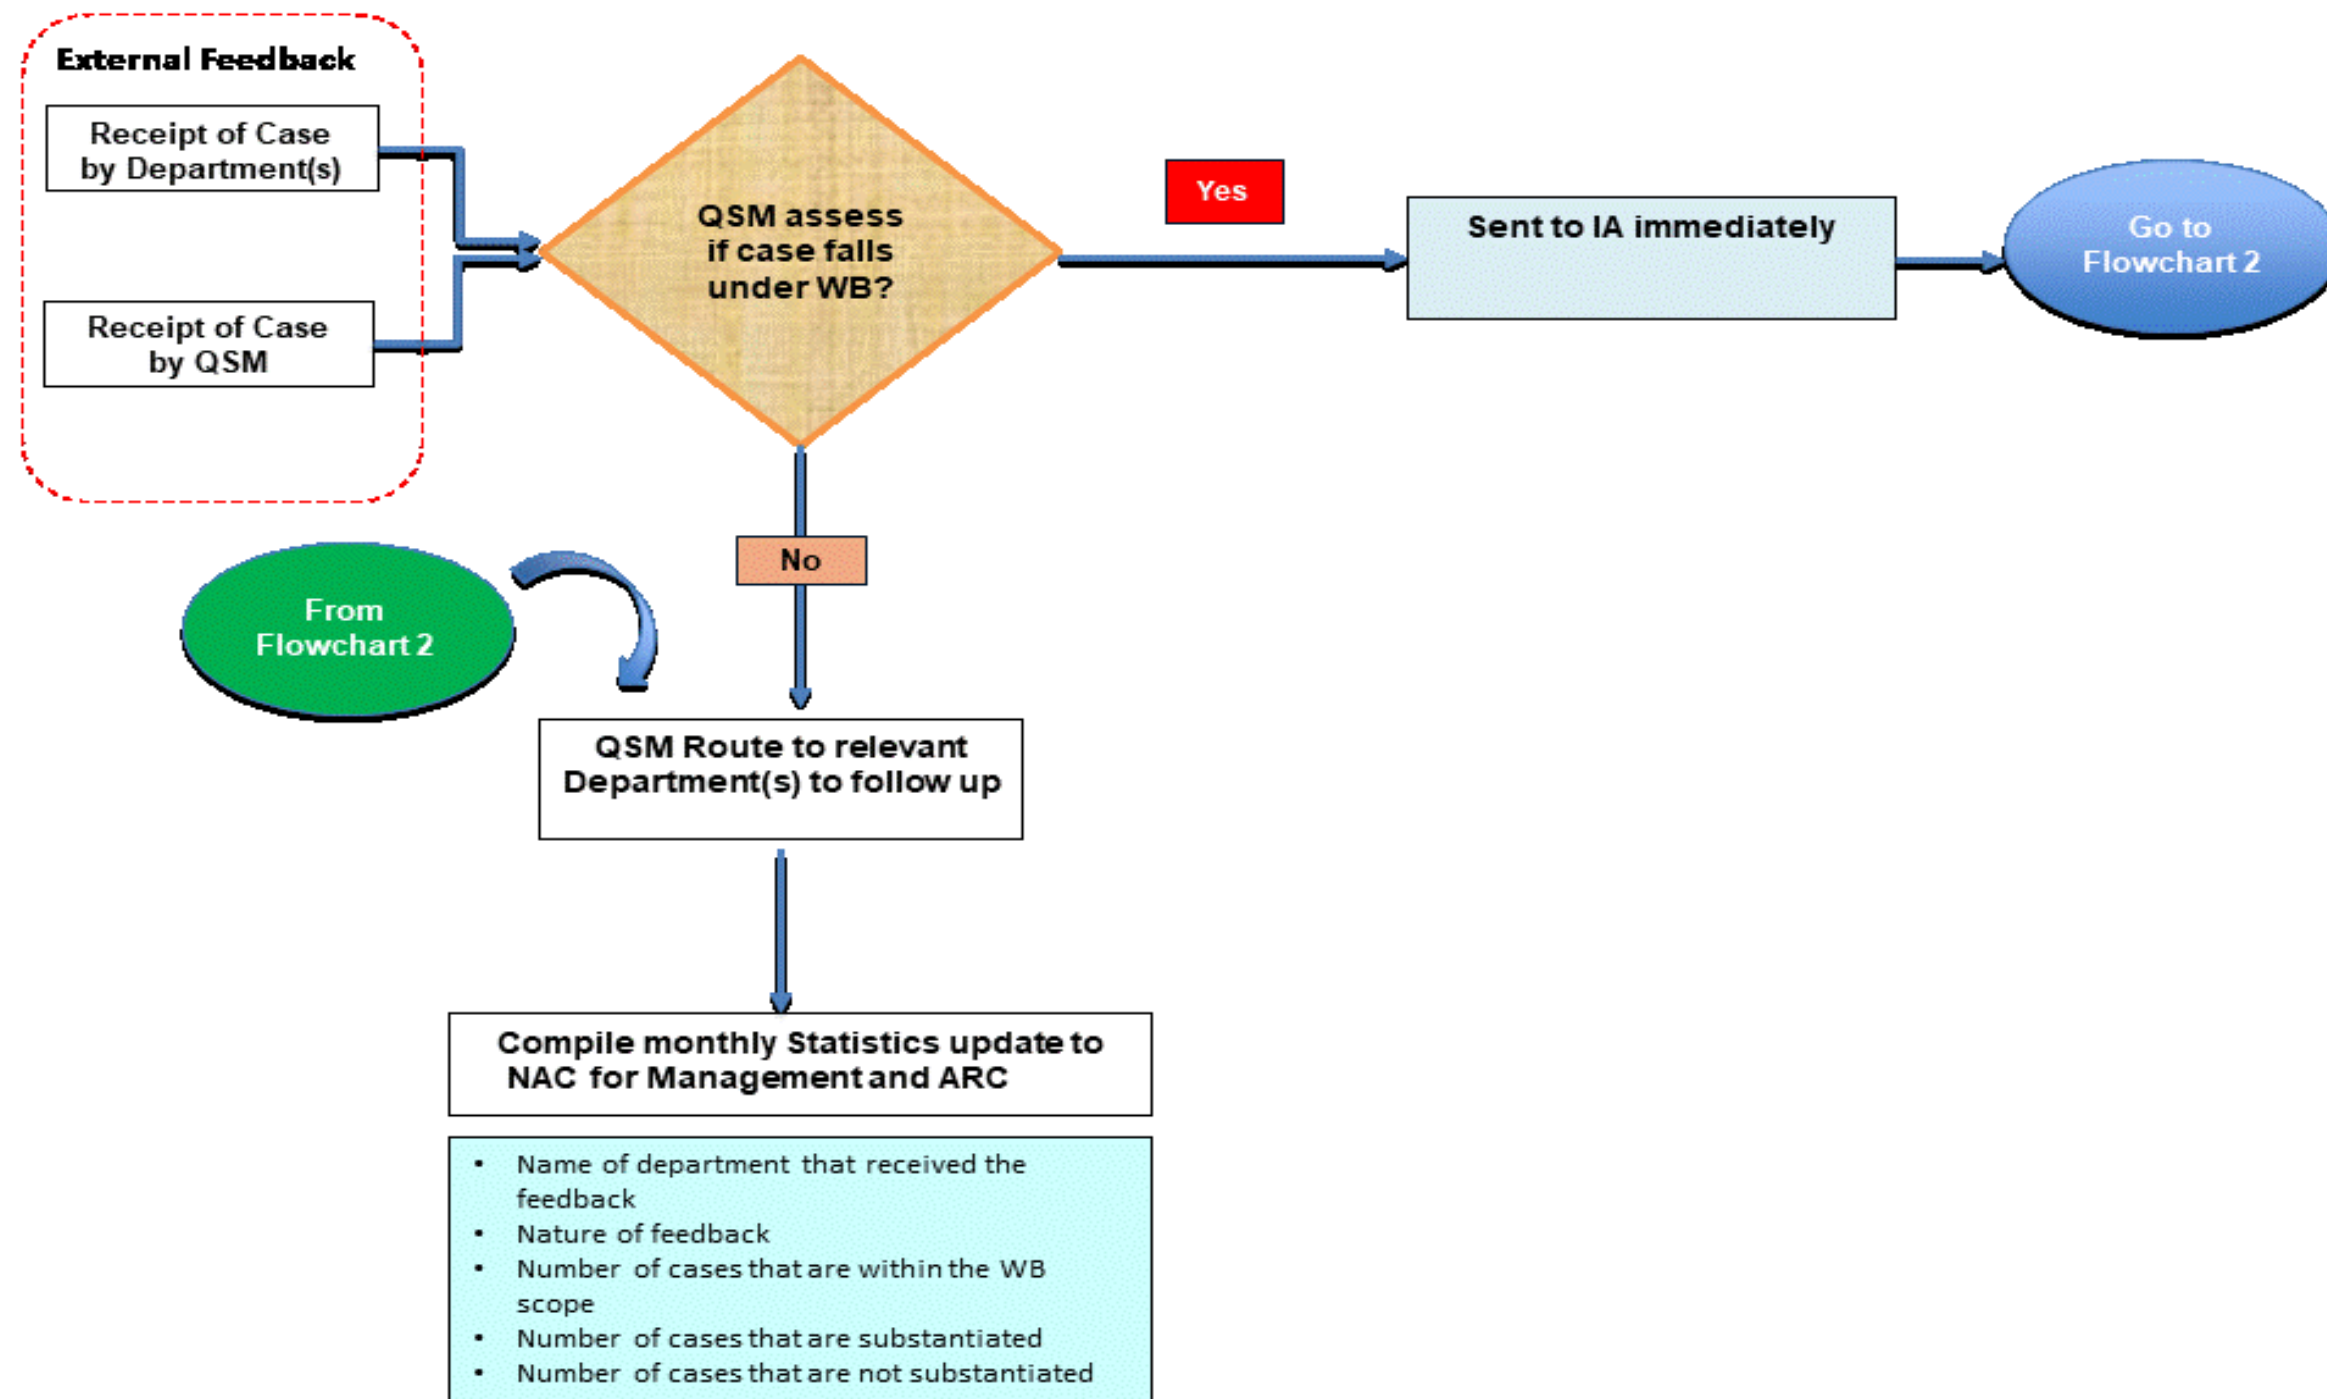 External Feedback
Receipt of Case
by Department(s)
Receipt of Case
by QSM
QSM assess
if case falls
under WB?
Yes
Sent to IA immediately
Go to
Flowchart 2
No
From
Flowchart 2
QSM Route to relevant
Department(s) to follow up
Compile monthly Statistics update to
NAC for Management and ARC
• Name of department that received the
feedback
• Nature of feedback
• Number of cases that are within the WB
scope
• Number of cases that are substantiated
• Number of cases that are not substantiated